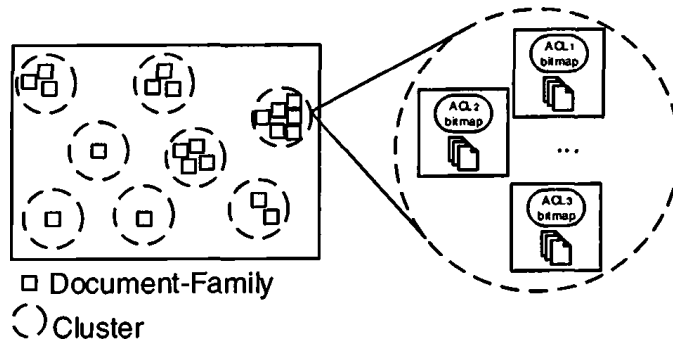 ACL1
bitmap
ACL2
bitmap
...
ACL3
bitmap
Document-Family
Cluster